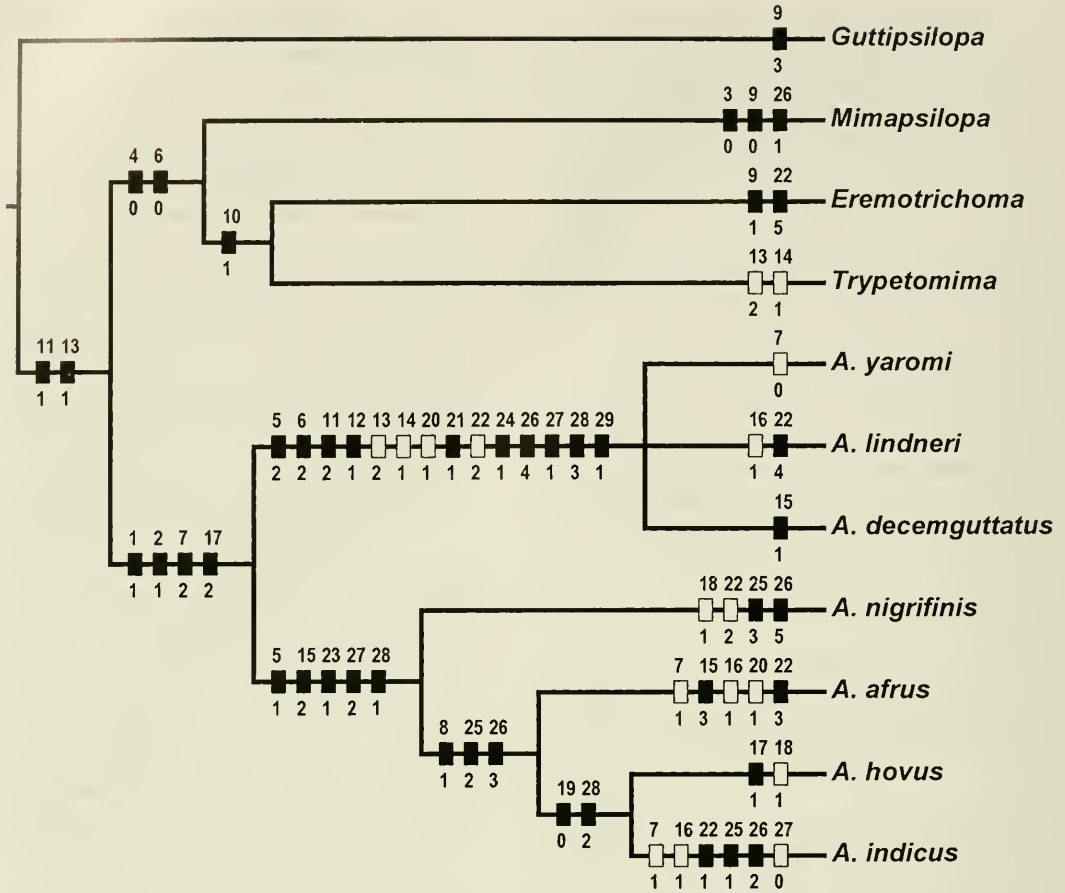 9
Guttipsilopa
3
3 9 26
Mimapsilopa
0 0 1
4 6
0 0
9 22
Eremotrichoma
1 5
10
1
13 14
Trypetomima
2 1
11 13
1 1
7
A. yaromi
0
5 6 11 12 13 14 20 21 22 24 26 27 28 29
2 2 2 1 2 1 1 1 2 1 4 1 3 1
16 22
A. lindneri
1 4
15
A. decemguttatus
1
1 2 7 17
1 1 2 2
18 22 25 26
A. nigrifinis
1 2 3 5
5 15 23 27 28
1 2 1 2 1
7 15 16 20 22
A. afrus
1 3 1 1 3
8 25 26
1 2 3
17 18
A. hovus
1 1
19 28
0 2
7 16 22 25 26 27
A. indicus
1 1 1 1 2 0